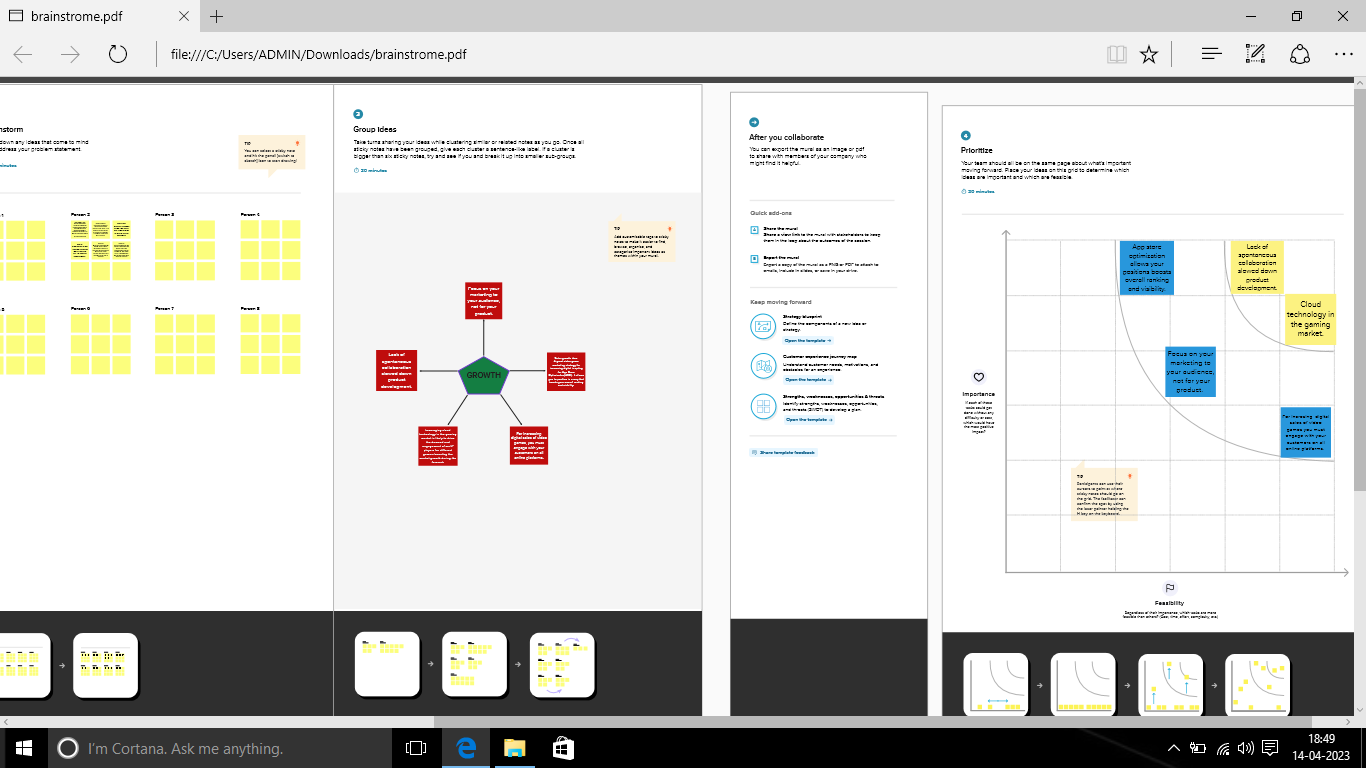 brainstrome.pdf
file:///C:/Users/ADMIN/Downloads/brainstrome.pdf
nstorm
down any ideas that come to mind
ddress your problem statement.
inutes
TIP
You can select a sticky note
and hit the pencil [switch to
sketch] icon to start drawing!
Person 2
Person 3
Person 4
Person 6
Person 7
Person 8
3
Group ideas
Take turns sharing your ideas while clustering similar or related notes as you go. Once all
sticky notes have been grouped, give each cluster a sentence-like label. If a cluster is
bigger than six sticky notes, try and see if you and break it up into smaller sub-groups.
20 minutes
TIP
Add customizable tags to sticky
notes to make it easier to find,
browse, organize, and
categorize important ideas as
themes within your mural.
Focus on your
marketing to
your audience,
not for your
product.
Lack of
spontaneous
collaboration
slowed down
product
development.
GROWTH
For increasing
digital sales of video
games, you must
engage with your
customers on all
online platforms.
After you collaborate
You can export the mural as an image or pdf
to share with members of your company who
might find it helpful.
Quick add-ons
A
Share the mural
Share a view link to the mural with stakeholders to keep
them in the loop about the outcomes of the session.
B
Export the mural
Export a copy of the mural as a PNG or PDF to attach to
emails, include in slides, or save in your drive.
Keep moving forward
Strategy blueprint
Define the components of a new idea or
strategy.
Open the template →
Customer experience journey map
Understand customer needs, motivations, and
obstacles for an experience.
Open the template →
Strengths, weaknesses, opportunities & threats
Identify strengths, weaknesses, opportunities,
and threats (SWOT) to develop a plan.
Open the template →
Share template feedback
4
Prioritize
Your team should all be on the same page about what's important
moving forward. Place your ideas on this grid to determine which
ideas are important and which are feasible.
20 minutes
App store
optimisation
allows your
positions boosts
overall ranking
and visibility.
Lack of
spontaneous
collaboration
slowed down
product
development.
Cloud
technology in
the gaming
market.
Focus on your
marketing to
your audience,
not for your
product.
For increasing digital
sales of video
games you must
engage with your
customers on all
online platforms.
Importance
If each of these
tasks could get
done without any
difficulty or cost,
which would have
the most positive
impact?
TIP
Participants can use their
cursors to point at where
sticky notes should go on
the grid. The facilitator can
confirm the spot by using
the laser pointer holding the
H key on the keyboard.
Feasibility
Regardless of their importance, which tasks are more
feasible than others? (Cost, time, effort, complexity, etc.)
I'm Cortana. Ask me anything.
18:49
14-04-2023